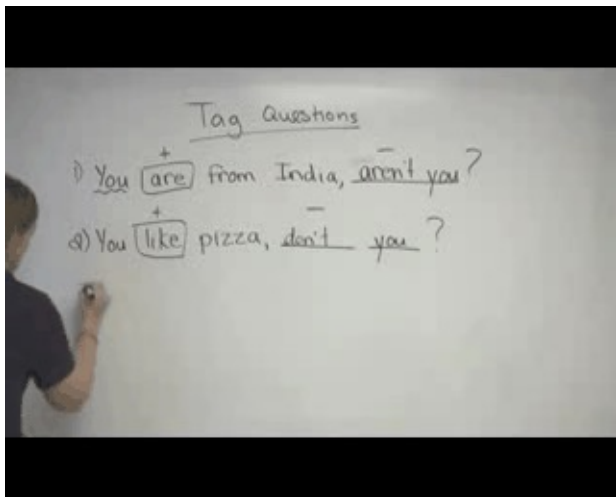 Tag Questions
+ −
1) You are from India, aren't you?
+ −
2) You like pizza, don't you?